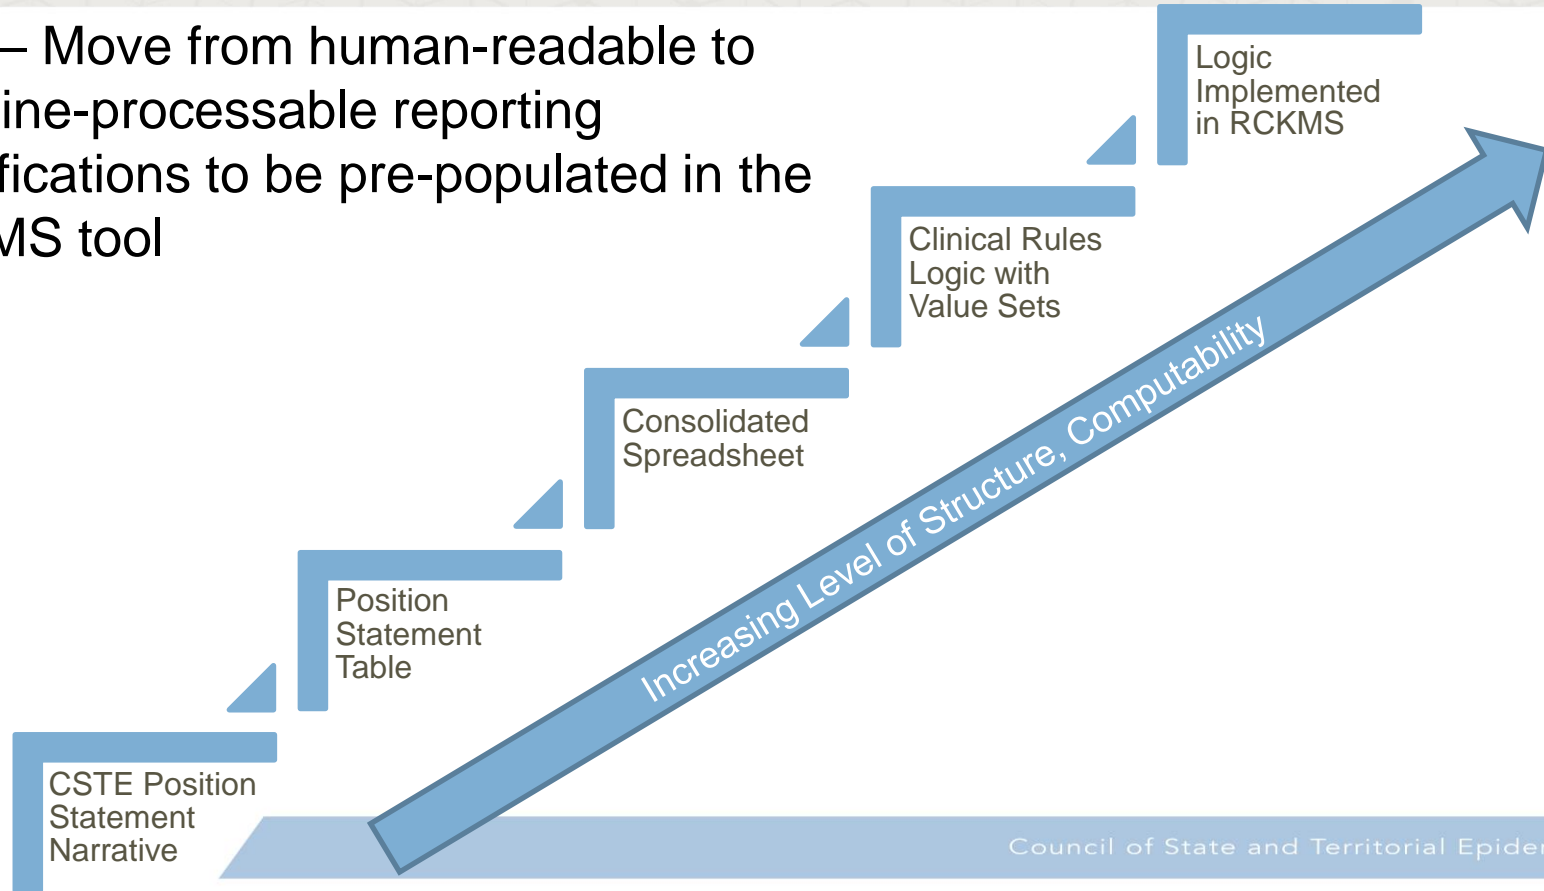 – Move from human-readable to
ine-processable reporting
fications to be pre-populated in the
MS tool
Logic
Implemented
in RCKMS
Clinical Rules
Logic with
Value Sets
Consolidated
Spreadsheet
Position
Statement
Table
CSTE Position
Statement
Narrative
Increasing Level of Structure, Computability
Council of State and Territorial Epide